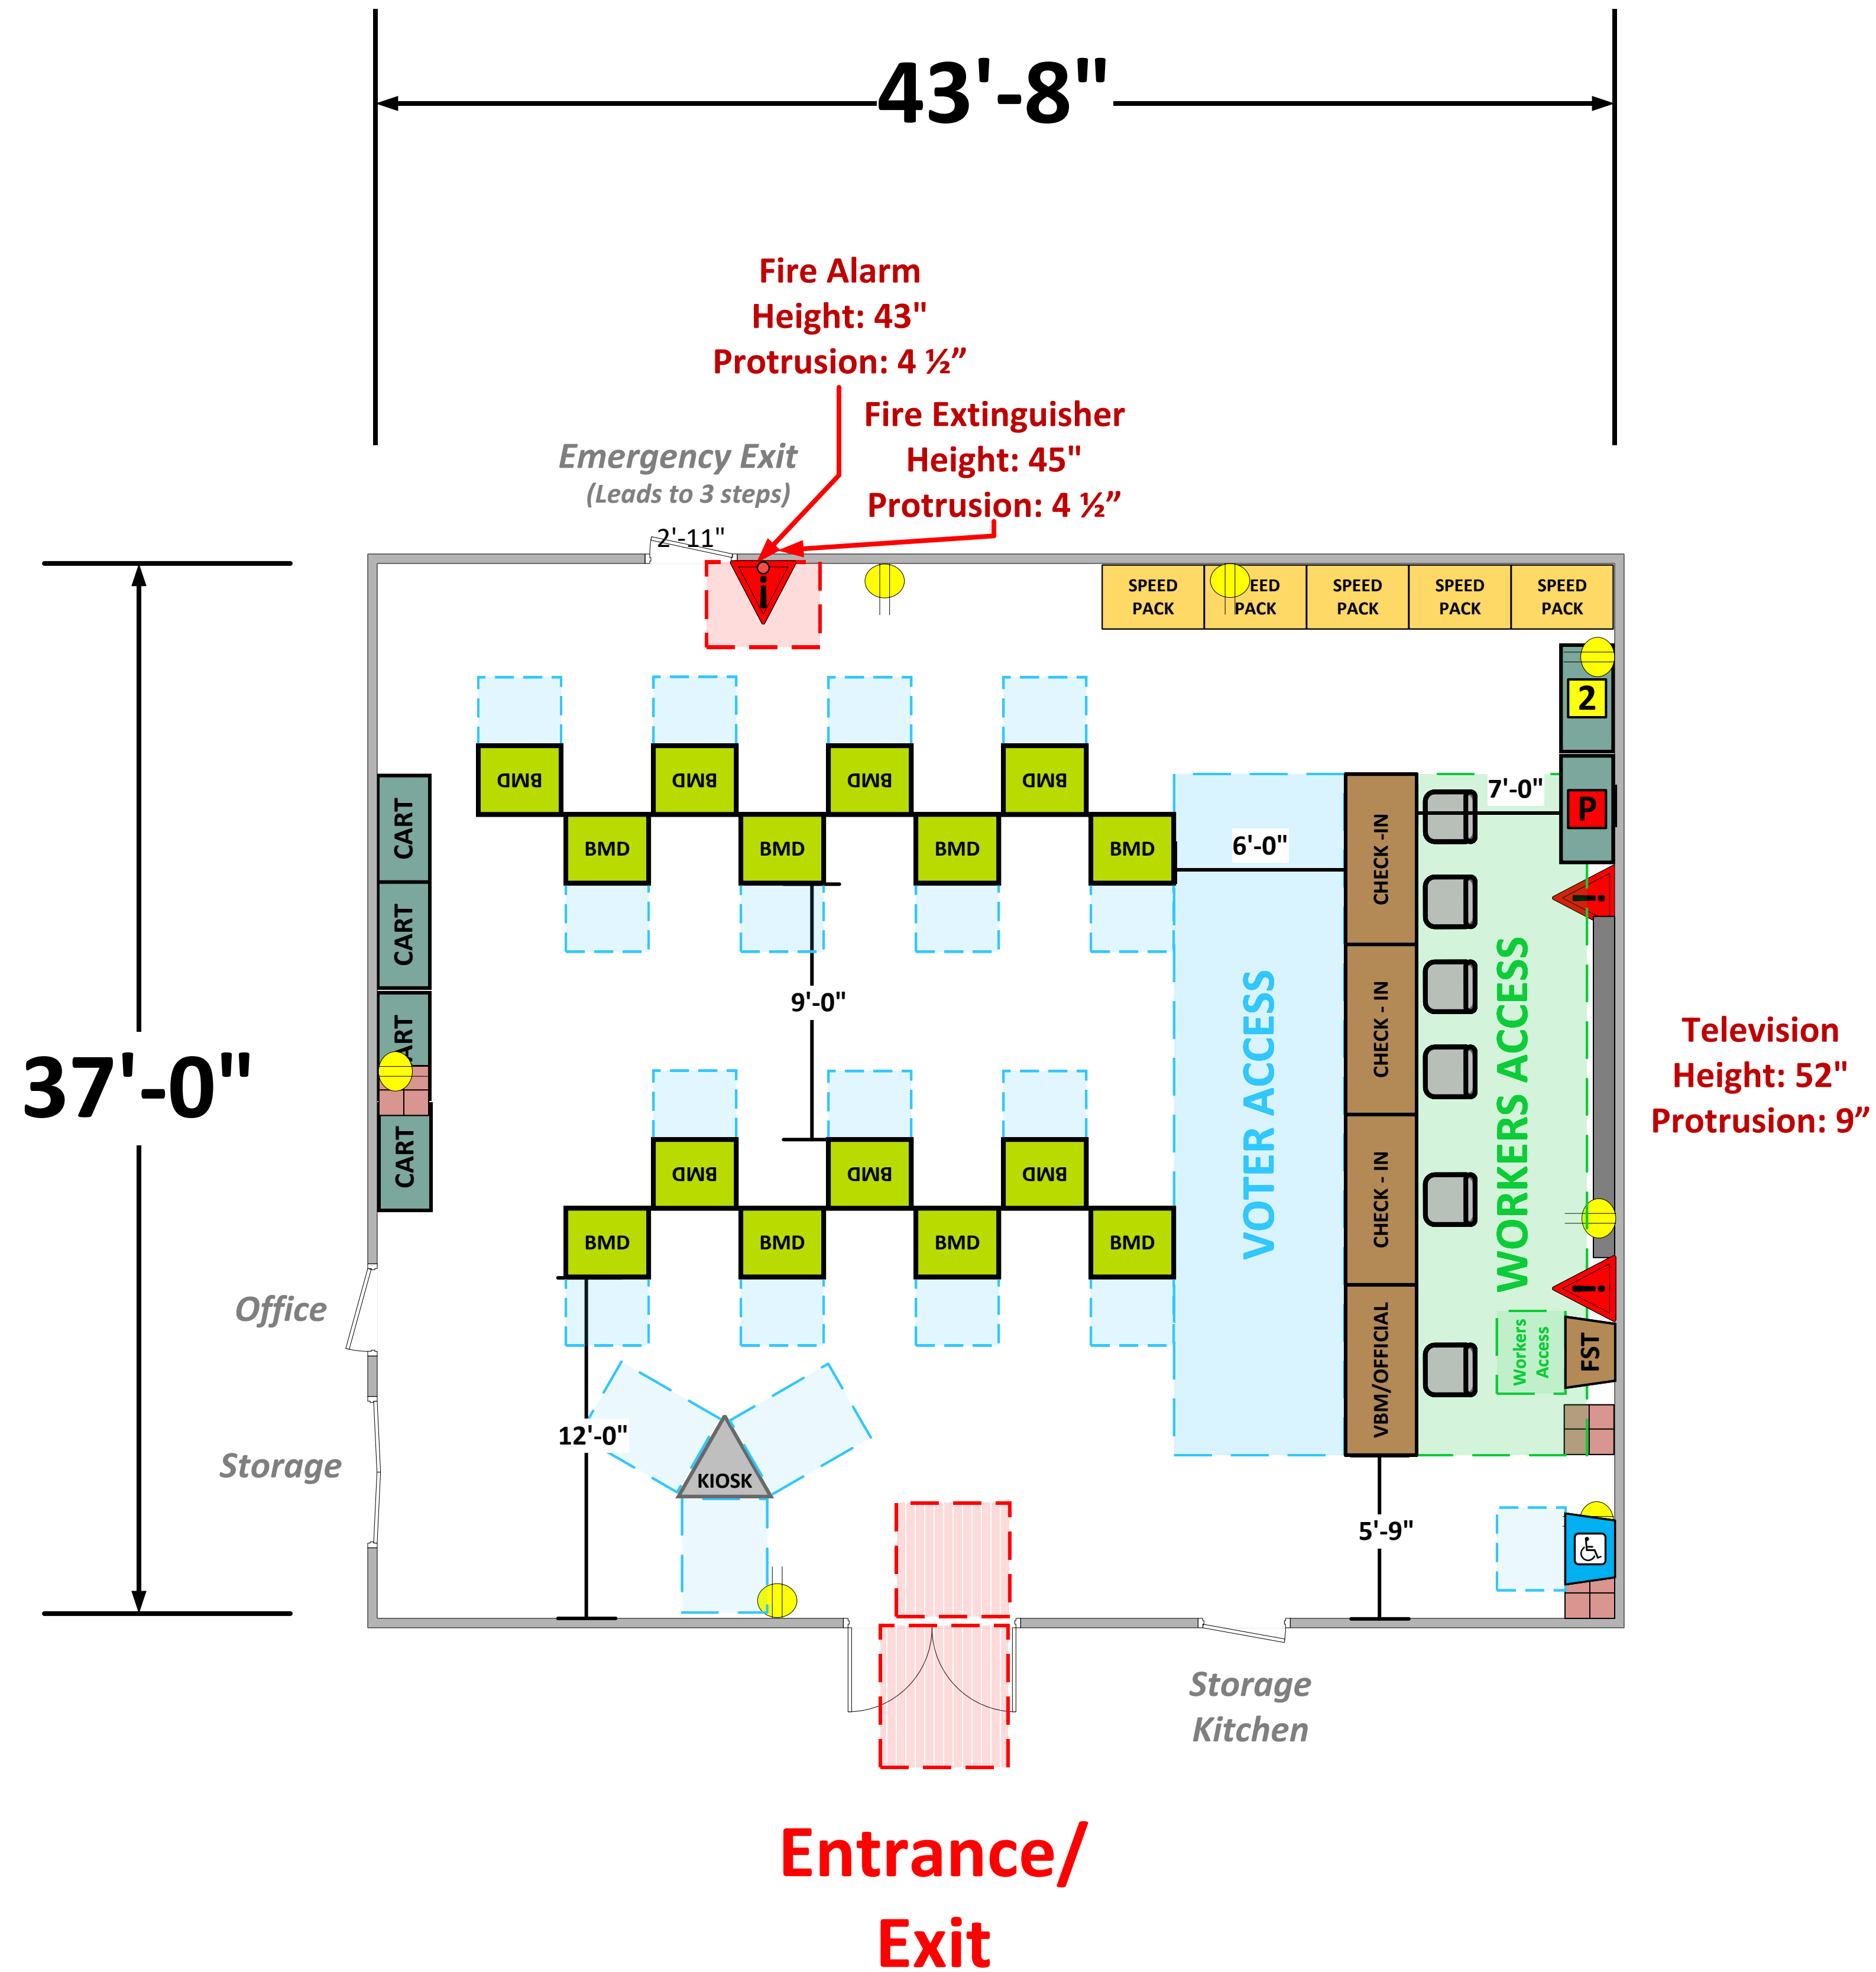 43'-8"
Fire Alarm
Height: 43"
Protrusion: 4 ½”
Fire Extinguisher
Height: 45"
Protrusion: 4 ½”
Emergency Exit
(Leads to 3 steps)
2'-11"
SPEED
PACK
EED
PACK
SPEED
PACK
SPEED
PACK
SPEED
PACK
2
P
7'-0"
BMD
BMD
BMD
BMD
BMD
BMD
BMD
BMD
6'-0"
CART
CART
ART
CART
9'-0"
37'-0"
VOTER ACCESS
CHECK -IN
CHECK - IN
CHECK - IN
VBM/OFFICIAL
WORKERS ACCESS
Television
Height: 52"
Protrusion: 9”
BMD
BMD
BMD
BMD
BMD
BMD
BMD
Office
Workers
Access
FST
12'-0"
Storage
KIOSK
5'-9"
Storage
Kitchen
Entrance/
Exit